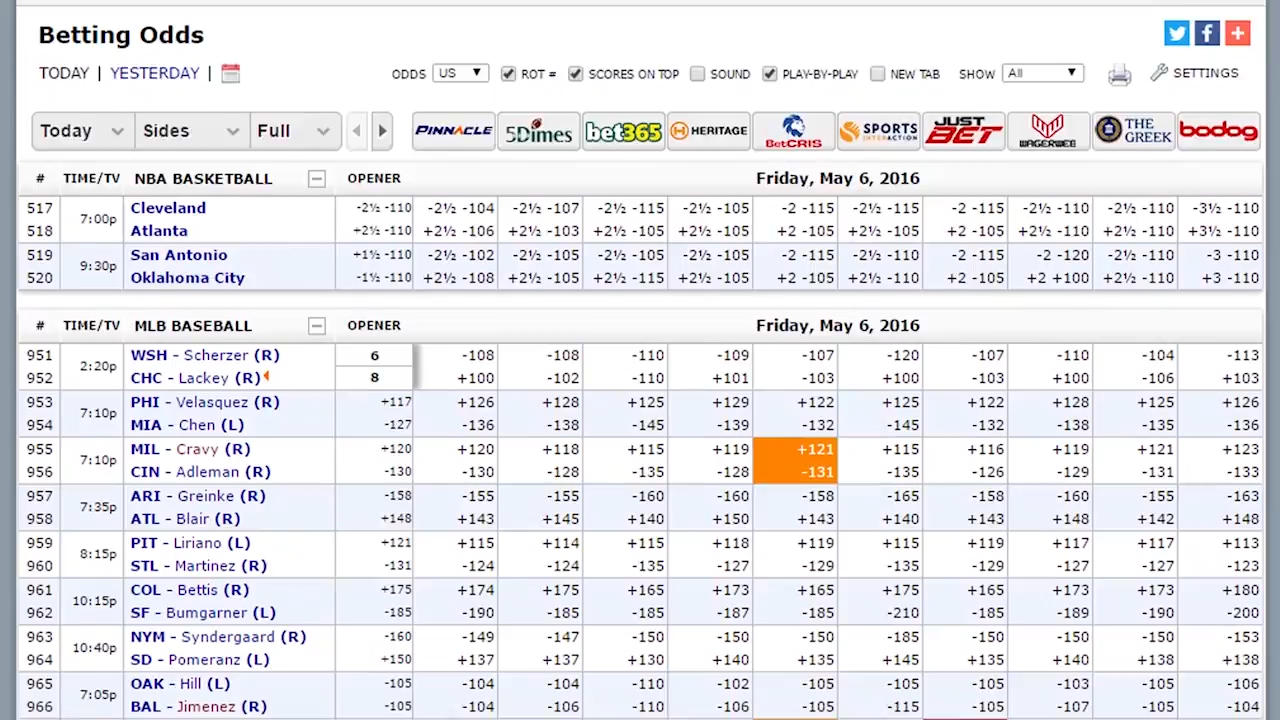 Betting Odds
TODAY | YESTERDAY |
ODDS US ROT # SCORES ON TOP SOUND PLAY-BY-PLAY NEW TAB SHOW All SETTINGS
Today Sides Full PINNACLE 5Dimes bet365 HERITAGE BetCRIS SPORTS INTERACTION JUST BET WAGERWEB THE GREEK bodog
# TIME/TV NBA BASKETBALL OPENER Friday, May 6, 2016
517 Cleveland -2½ -110 -2½ -104 -2½ -107 -2½ -115 -2½ -105 -2 -115 -2½ -115 -2 -115 -2½ -110 -2½ -110 -3½ -110
7:00p
518 Atlanta +2½ -110 +2½ -106 +2½ -103 +2½ -105 +2½ -105 +2 -105 +2½ -105 +2 -105 +2½ -110 +2½ -110 +3½ -110
519 San Antonio +1½ -110 -2½ -102 -2½ -105 -2½ -115 -2½ -105 -2 -115 -2½ -110 -2 -115 -2 -120 -2½ -110 -3 -110
9:30p
520 Oklahoma City -1½ -110 +2½ -108 +2½ -105 +2½ -115 +2½ -105 +2 -105 +2½ -110 +2 -105 +2 +100 +2½ -110 +3 -110
# TIME/TV MLB BASEBALL OPENER Friday, May 6, 2016
951 WSH - Scherzer (R) 6 -108 -108 -110 -109 -107 -120 -107 -110 -104 -113
2:20p
952 CHC - Lackey (R) 8 +100 -102 -110 +101 -103 +100 -103 +100 -106 +103
953 PHI - Velasquez (R) +117 +126 +128 +125 +129 +122 +125 +122 +128 +125 +126
7:10p
954 MIA - Chen (L) -127 -136 -138 -145 -139 -132 -145 -132 -138 -135 -136
955 MIL - Cravy (R) +120 +120 +118 +115 +119 +121 +115 +116 +119 +121 +123
7:10p
956 CIN - Adleman (R) -130 -130 -128 -135 -128 -131 -135 -126 -129 -131 -133
957 ARI - Greinke (R) -158 -155 -155 -160 -160 -158 -165 -158 -160 -155 -163
7:35p
958 ATL - Blair (R) +148 +143 +145 +140 +150 +143 +140 +143 +148 +142 +148
959 PIT - Liriano (L) +121 +115 +114 +115 +118 +119 +115 +119 +117 +117 +113
8:15p
960 STL - Martinez (R) -131 -124 -124 -135 -127 -129 -135 -129 -127 -127 -123
961 COL - Bettis (R) +175 +174 +175 +165 +173 +165 +175 +165 +173 +173 +180
10:15p
962 SF - Bumgarner (L) -185 -190 -185 -185 -187 -185 -210 -185 -189 -190 -200
963 NYM - Syndergaard (R) -160 -149 -147 -150 -150 -150 -185 -150 -150 -150 -153
10:40p
964 SD - Pomeranz (L) +150 +137 +137 +130 +140 +135 +145 +135 +140 +138 +138
965 OAK - Hill (L) -105 -104 -104 -110 -102 -105 -105 -105 -103 -105 -106
7:05p
966 BAL - Jimenez (R) -105 -104 -106 -110 -106 -105 -115 -105 -107 -105 -104